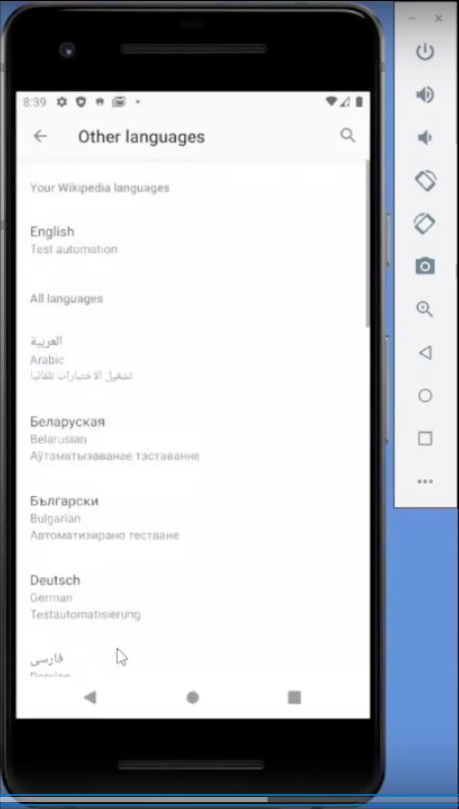 8:39
Other languages
Your Wikipedia languages
English
Test automation
All languages
العربية
Arabic
تشغيل الاختبارات تلقائيا
Беларуская
Belarusian
Аўтаматызаванае тэставанне
Български
Bulgarian
Автоматизирано тестване
Deutsch
German
Testautomatisierung
فارسی